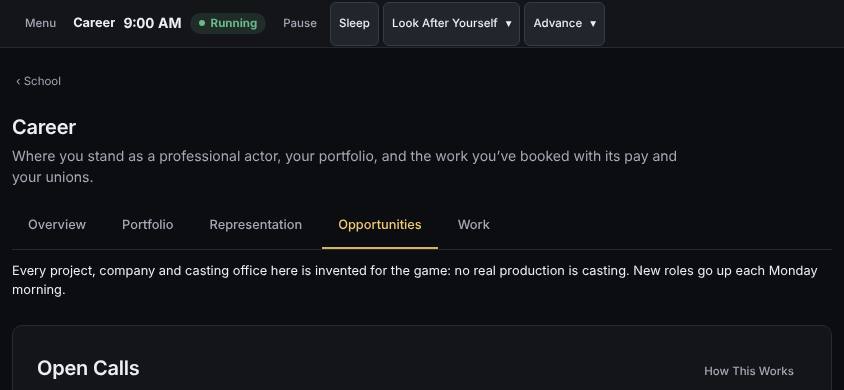 Menu Career 9:00 AM Running Pause Sleep Look After Yourself Advance
‹ School
Career
Where you stand as a professional actor, your portfolio, and the work you’ve booked with its pay and
your unions.
Overview Portfolio Representation Opportunities Work
Every project, company and casting office here is invented for the game: no real production is casting. New roles go up each Monday
morning.
Open Calls How This Works